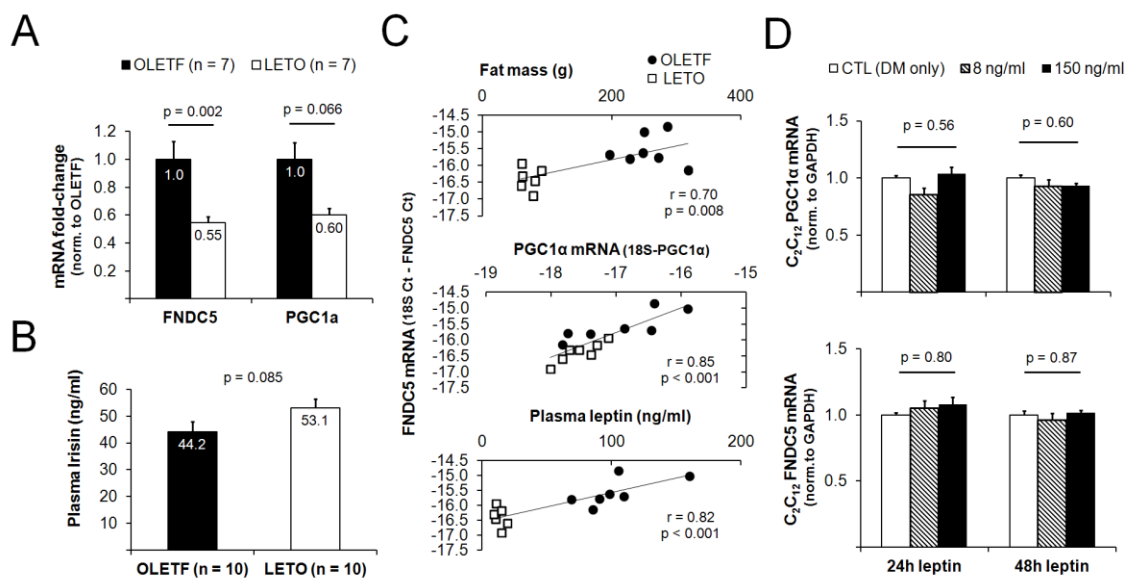 A
OLETF (n = 7) LETO (n = 7)
p = 0.002 p = 0.066
mRNA fold-change
(norm. to OLETF)
1.2
1.0
0.8
0.6
0.4
0.2
1.0
0.55
1.0
0.60
FNDC5 PGC1a
B
p = 0.085
Plasma Irisin (ng/ml)
60
50
40
30
20
10
44.2
53.1
OLETF (n = 10) LETO (n = 10)
C
OLETF
LETO
Fat mass (g)
0 200 400
FNDC5 mRNA (18S Ct - FNDC5 Ct)
-14.5
-15.0
-15.5
-16.0
-16.5
-17.0
-17.5
r = 0.70
p = 0.008
PGC1α mRNA (18S-PGC1α)
-19 -18 -17 -16 -15
-14.5
-15.0
-15.5
-16.0
-16.5
-17.0
-17.5
r = 0.85
p < 0.001
Plasma leptin (ng/ml)
0 100 200
-14.5
-15.0
-15.5
-16.0
-16.5
-17.0
-17.5
r = 0.82
p < 0.001
D
CTL (DM only) 8 ng/ml 150 ng/ml
C₂C₁₂ PGC1α mRNA
(norm. to GAPDH)
p = 0.56 p = 0.60
1.5
1.0
0.5
C₂C₁₂ FNDC5 mRNA
(norm.to GAPDH)
p = 0.80 p = 0.87
1.5
1.0
0.5
24h leptin 48h leptin